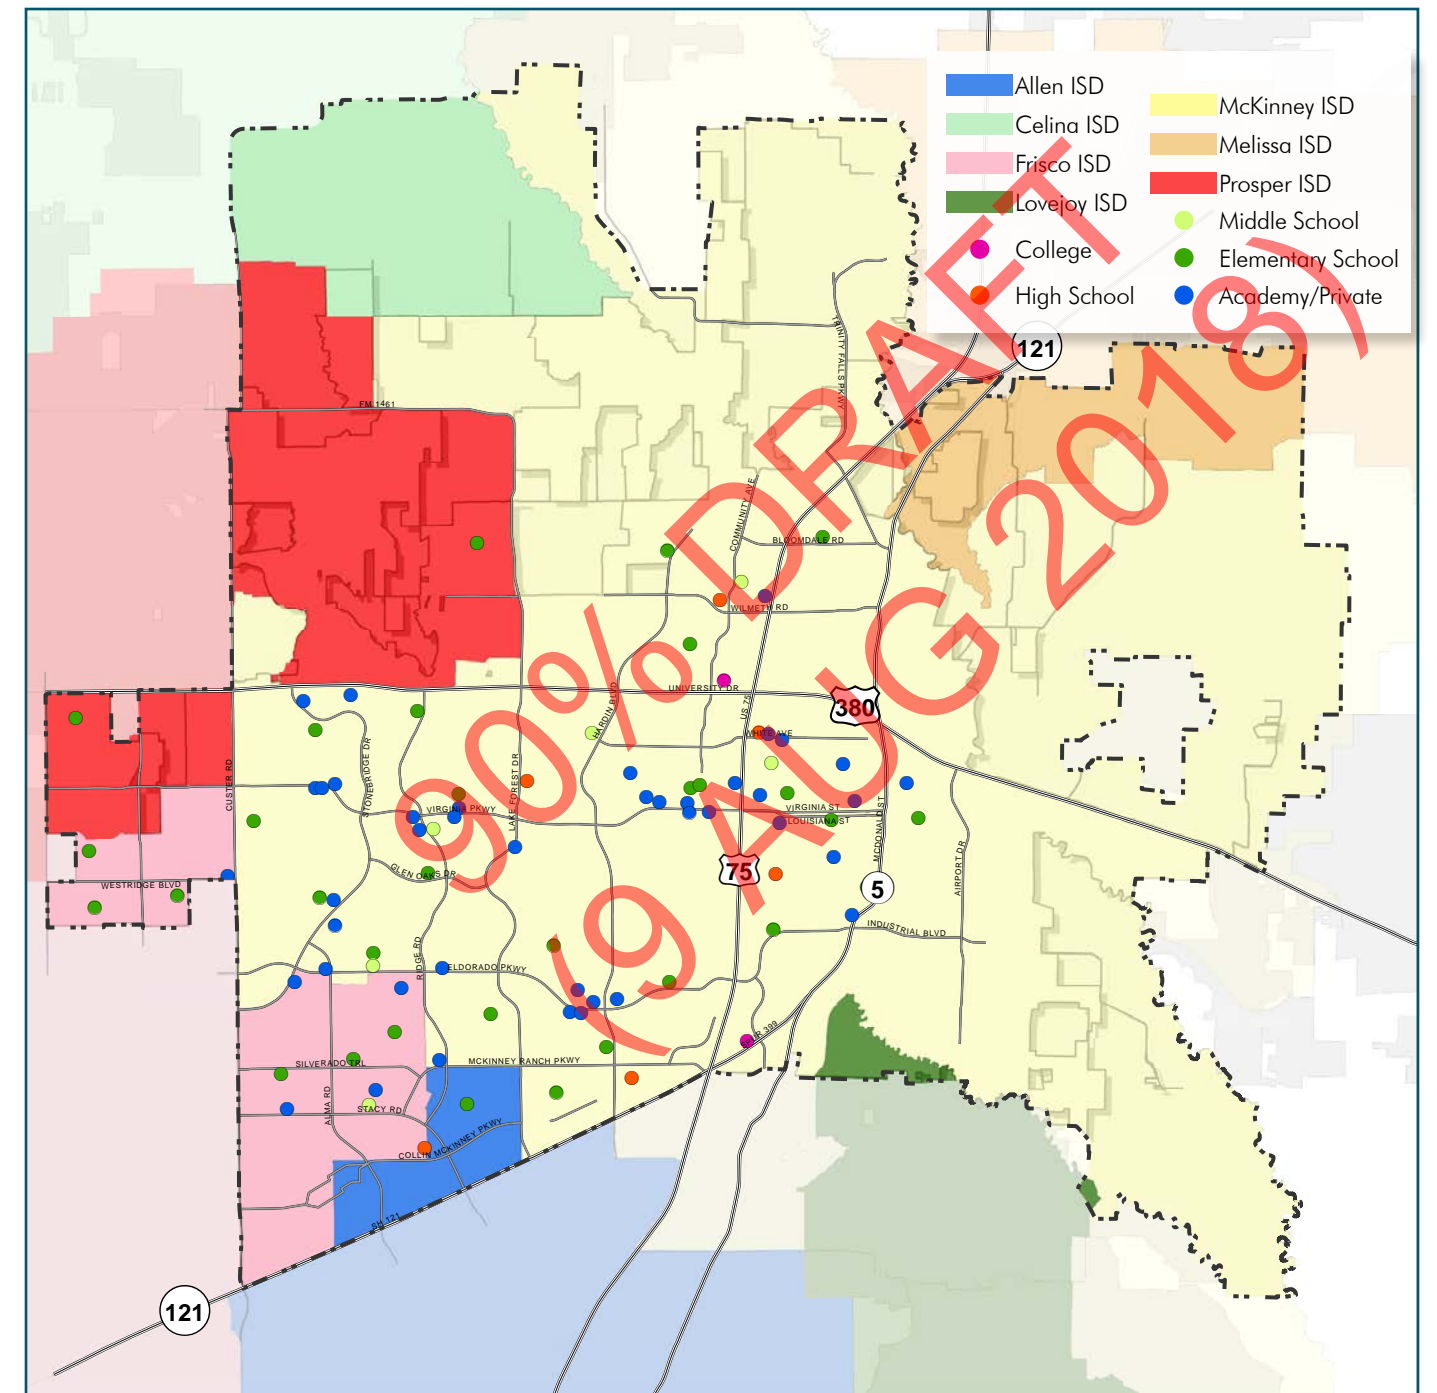 Allen ISD
Celina ISD
Frisco ISD
Lovejoy ISD
College
High School
McKinney ISD
Melissa ISD
Prosper ISD
Middle School
Elementary School
Academy/Private
90% DRAFT
(9 AUG 2018)
121
FM 1461
TRINITY FALLS PKWY
COMMUNITY AVE
BLOOMDALE RD
WILMETH RD
UNIVERSITY DR
380
HARDIN BLVD
US 75
WHITE AVE
CUSTER RD
STONEBRIDGE DR
LAKE FOREST DR
VIRGINIA PKWY
VIRGINIA ST
LOUISIANA ST
MCDONALD ST
AIRPORT DR
GLEN OAKS DR
75
5
WESTRIDGE BLVD
INDUSTRIAL BLVD
RIDGE RD
ELDORADO PKWY
SPUR 399
SILVERADO TRL
MCKINNEY RANCH PKWY
ALMA RD
STACY RD
COLLIN MCKINNEY PKWY
SH 121
121